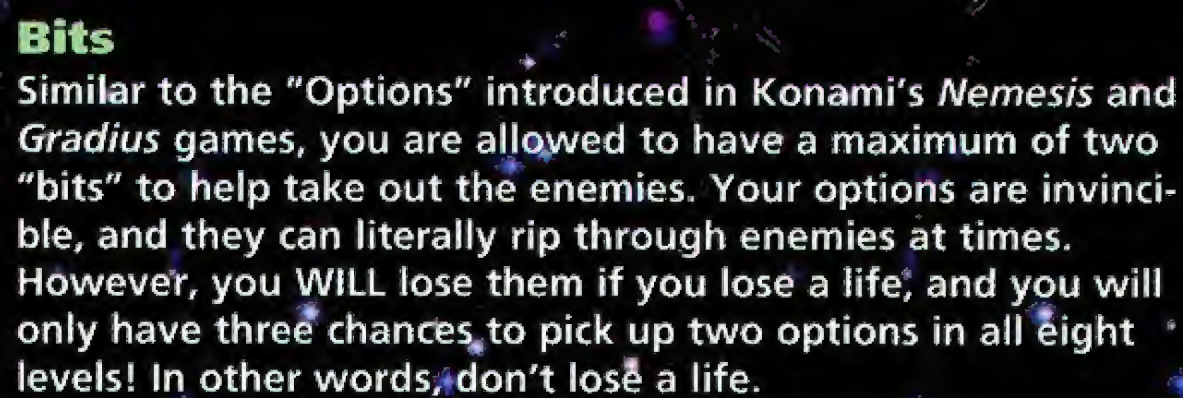 Bits
Similar to the "Options" introduced in Konami's Nemesis and
Gradius games, you are allowed to have a maximum of two
"bits" to help take out the enemies. Your options are invinci-
ble, and they can literally rip through enemies at times.
However, you WILL lose them if you lose a life, and you will
only have three chances to pick up two options in all eight
levels! In other words, don't lose a life.